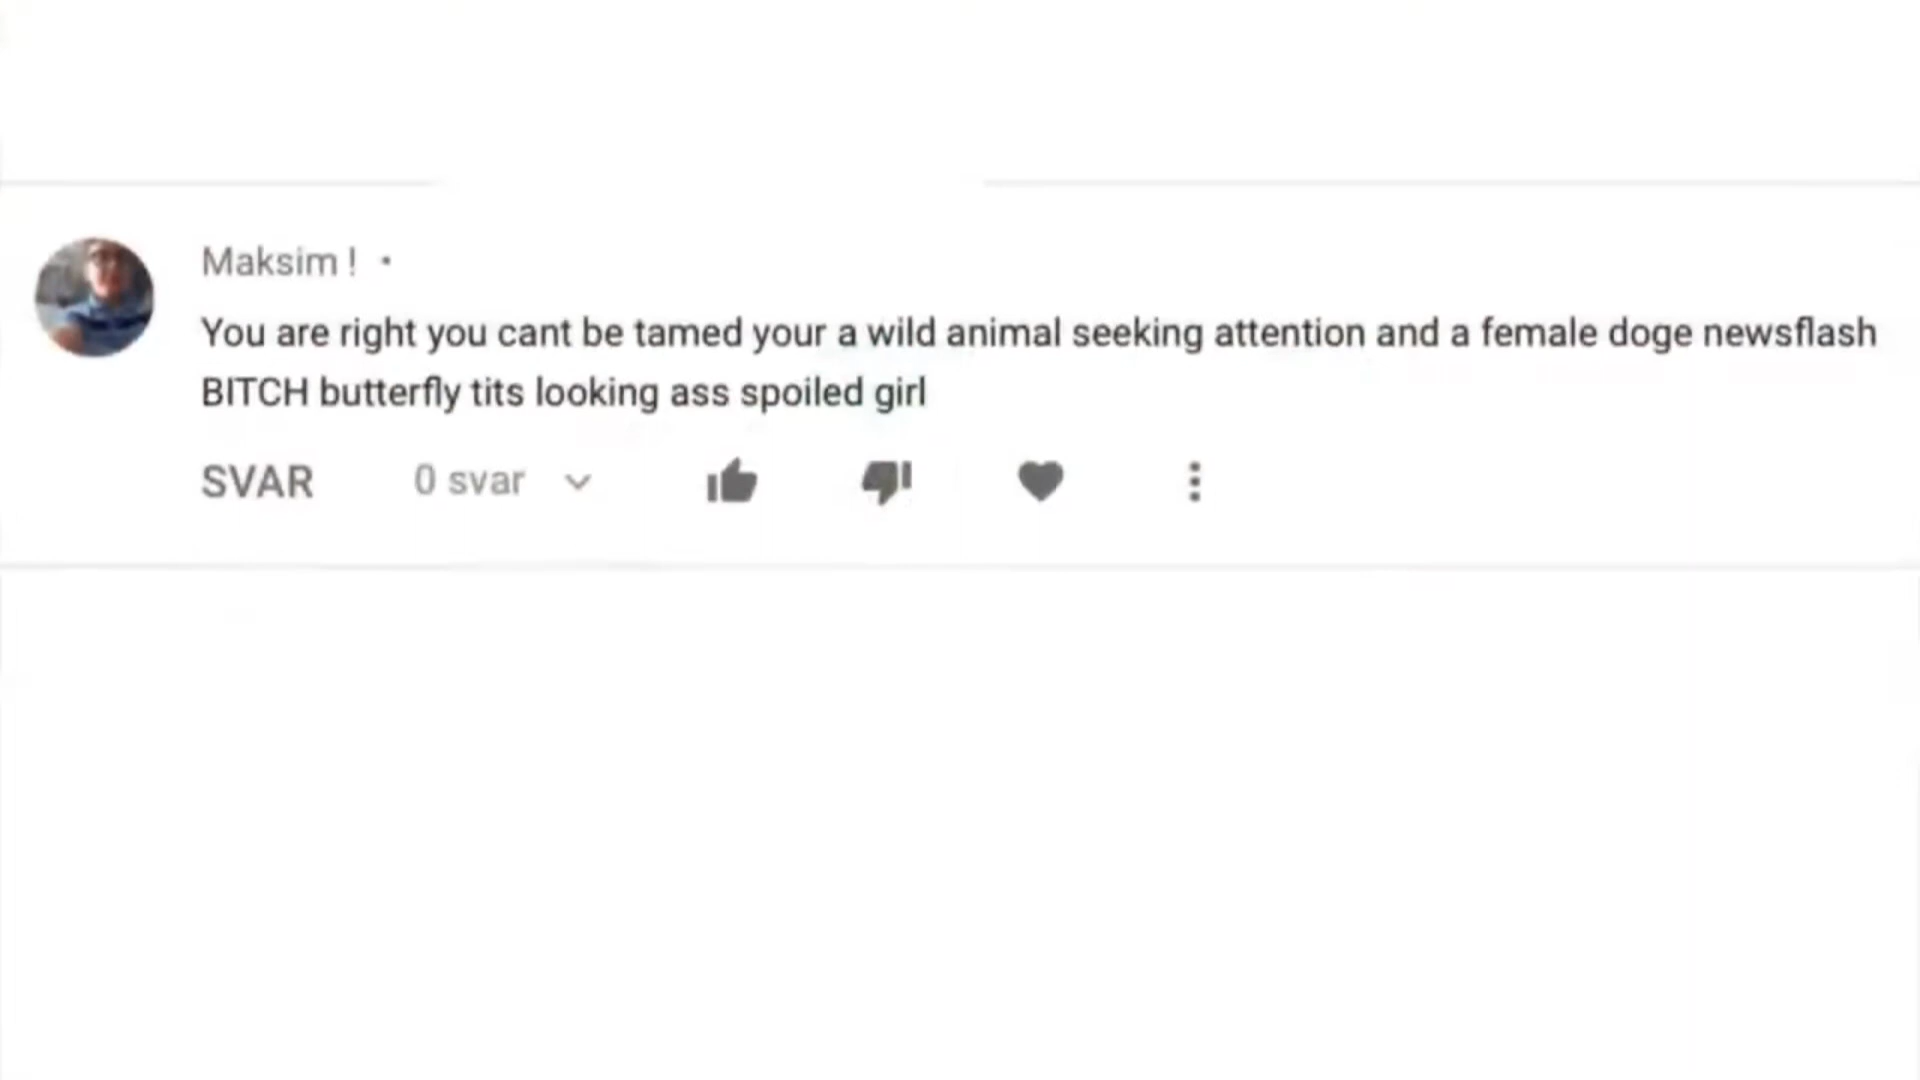 Maksim ! •
You are right you cant be tamed your a wild animal seeking attention and a female doge newsflash
BITCH butterfly tits looking ass spoiled girl
SVAR 0 svar